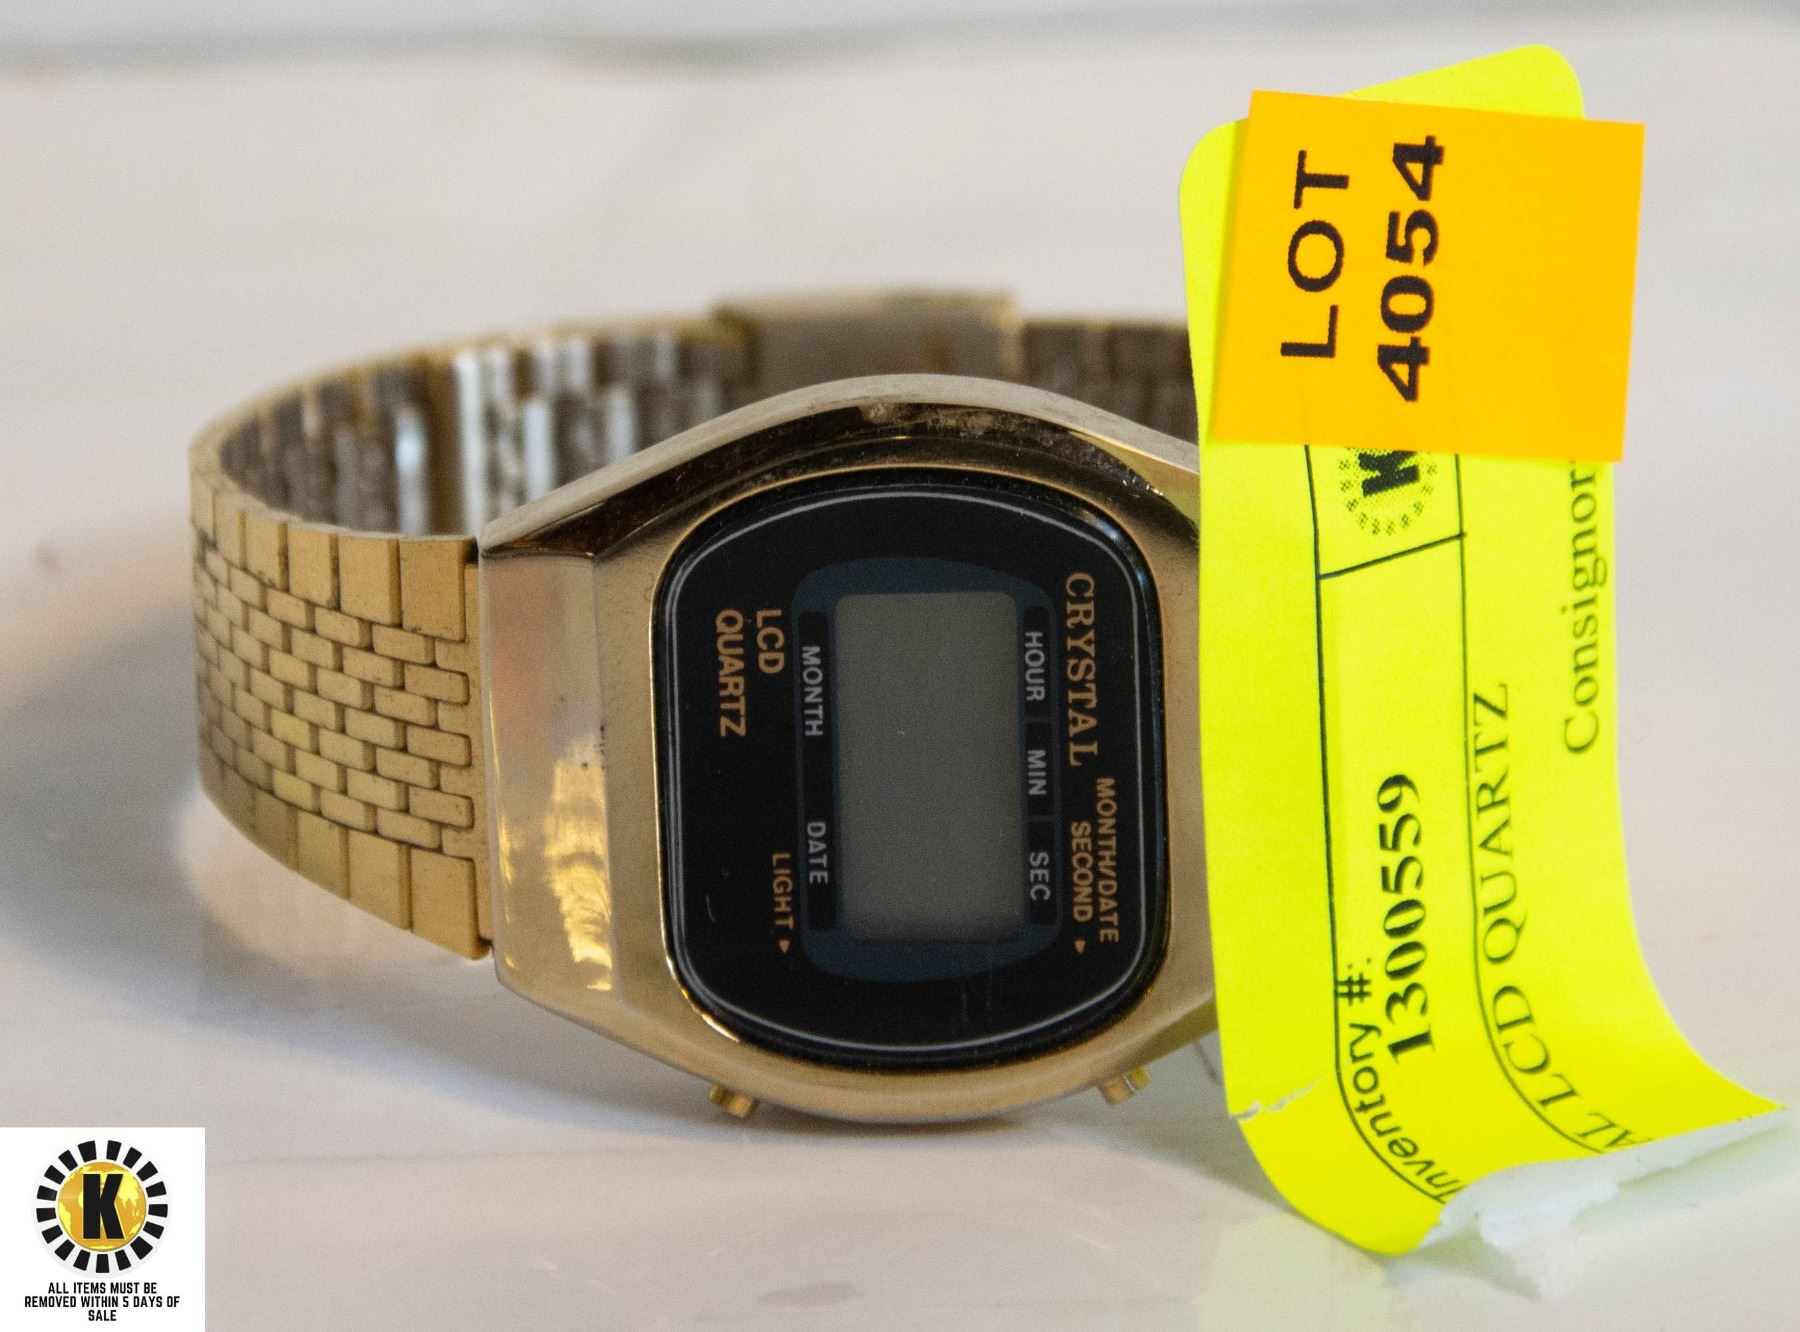 CRYSTAL
MONTH/DATE
SECOND
HOUR MIN SEC
MONTH DATE
LCD
QUARTZ
LIGHT
LOT
4054
Inventory #:
1300559
AL LCD QUARTZ
Consignor
K
ALL ITEMS MUST BE
REMOVED WITHIN 5 DAYS OF
SALE